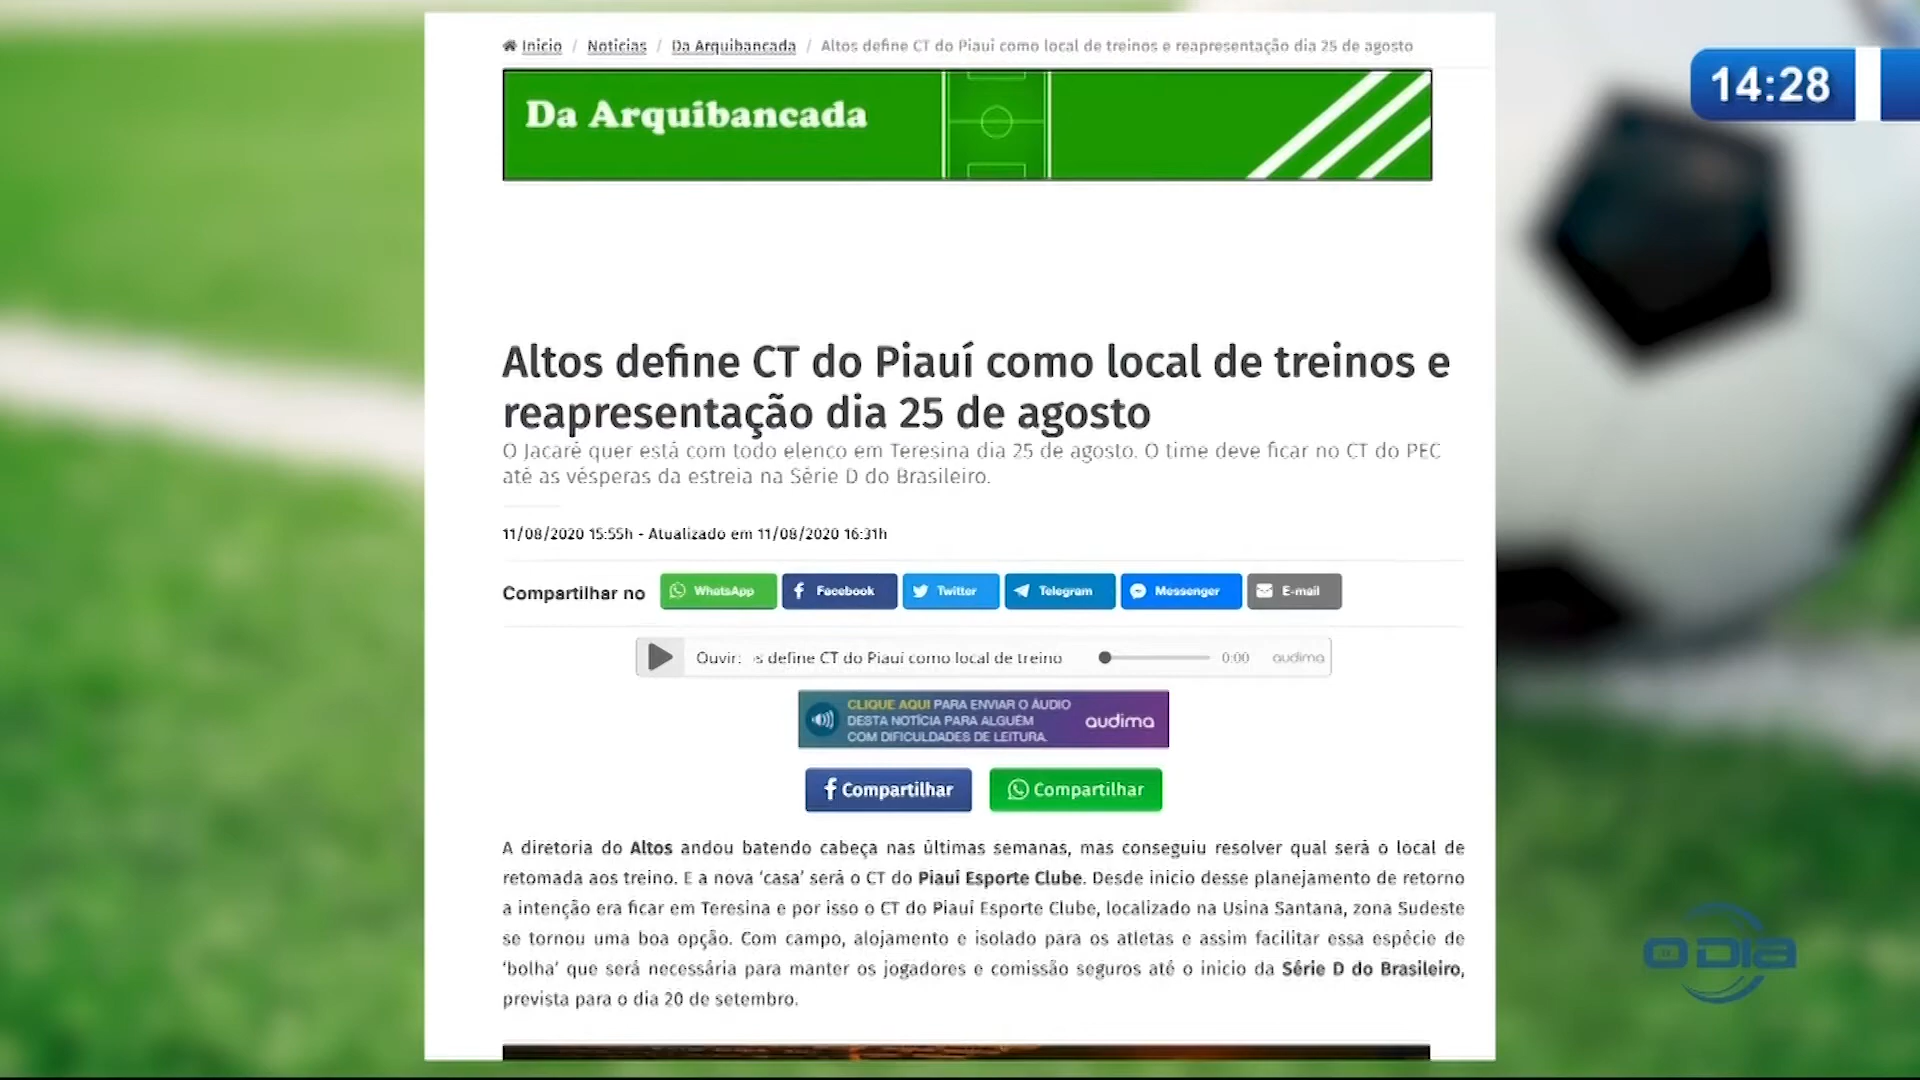 Inicio / Noticias / Da Arquibancada / Altos define CT do Piauí como local de treinos e reapresentação dia 25 de agosto
14:28
Da Arquibancada
Altos define CT do Piauí como local de treinos e
reapresentação dia 25 de agosto
O Jacaré quer está com todo elenco em Teresina dia 25 de agosto. O time deve ficar no CT do PEC
até as vésperas da estreia na Série D do Brasileiro.
11/08/2020 15:55h - Atualizado em 11/08/2020 16:31h
Compartilhar no WhatsApp Facebook Twitter Telegram Messenger E-mail
Ouvir: s define CT do Piauí como local de treino 0:00 audima
CLIQUE AQUI PARA ENVIAR O ÁUDIO
DESTA NOTÍCIA PARA ALGUÉM
COM DIFICULDADES DE LEITURA.
audima
Compartilhar Compartilhar
A diretoria do Altos andou batendo cabeça nas últimas semanas, mas conseguiu resolver qual será o local de
retomada aos treino. E a nova ‘casa’ será o CT do Piauí Esporte Clube. Desde inicio desse planejamento de retorno
a intenção era ficar em Teresina e por isso o CT do Piauí Esporte Clube, localizado na Usina Santana, zona Sudeste
se tornou uma boa opção. Com campo, alojamento e isolado para os atletas e assim facilitar essa espécie de
‘bolha’ que será necessária para manter os jogadores e comissão seguros até o inicio da Série D do Brasileiro,
prevista para o dia 20 de setembro.
O DIA